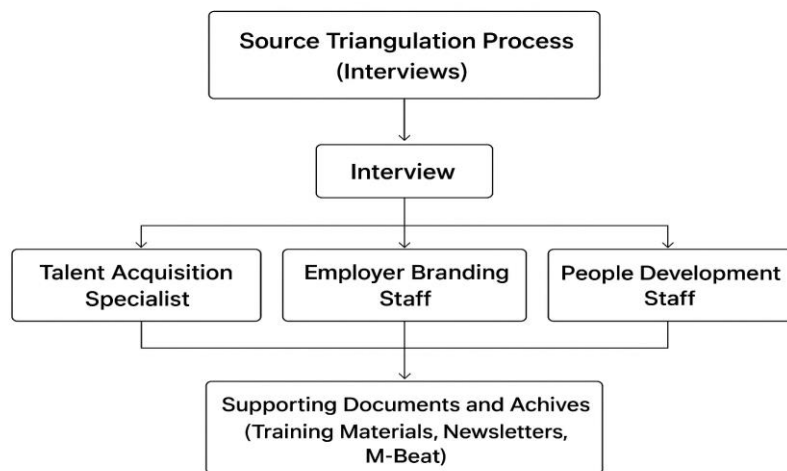 Source Triangulation Process
(Interviews)
Interview
Talent Acquisition
Specialist
Employer Branding
Staff
People Development
Staff
Supporting Documents and Achives
(Training Materials, Newsletters,
M-Beat)